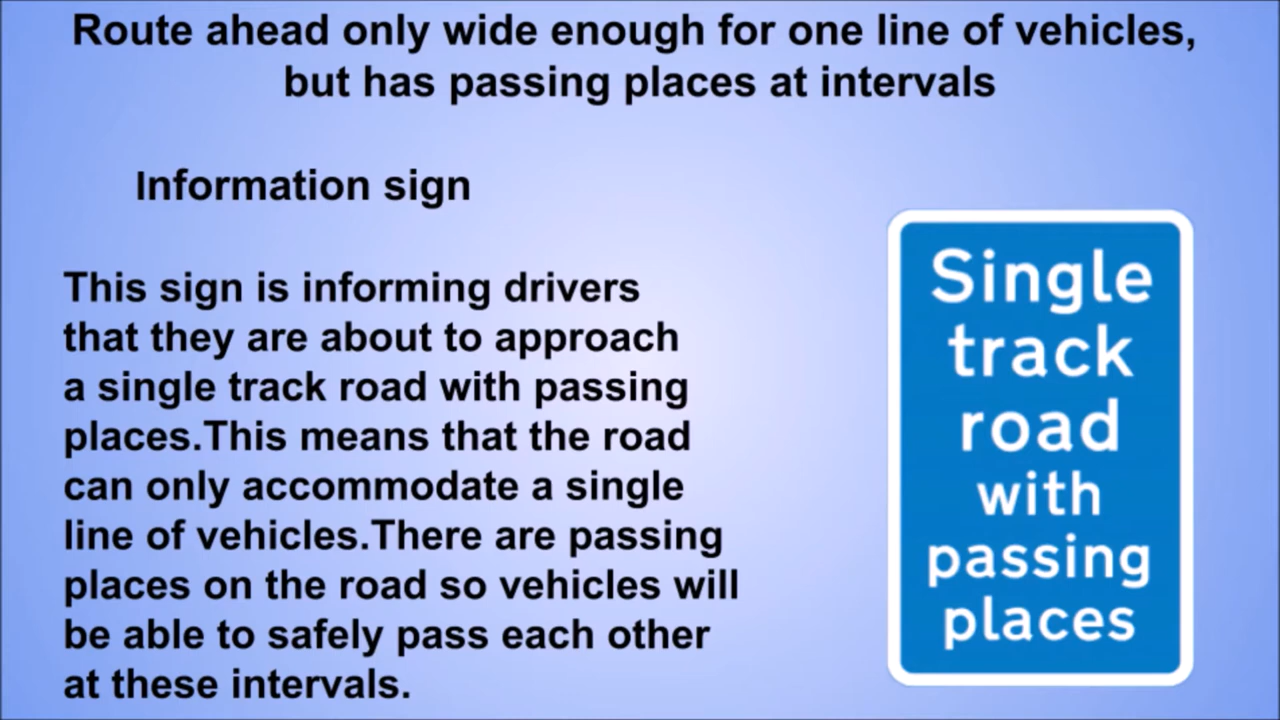 Route ahead only wide enough for one line of vehicles,
but has passing places at intervals
Information sign
This sign is informing drivers
that they are about to approach
a single track road with passing
places.This means that the road
can only accommodate a single
line of vehicles.There are passing
places on the road so vehicles will
be able to safely pass each other
at these intervals.
Single
track
road
with
passing
places